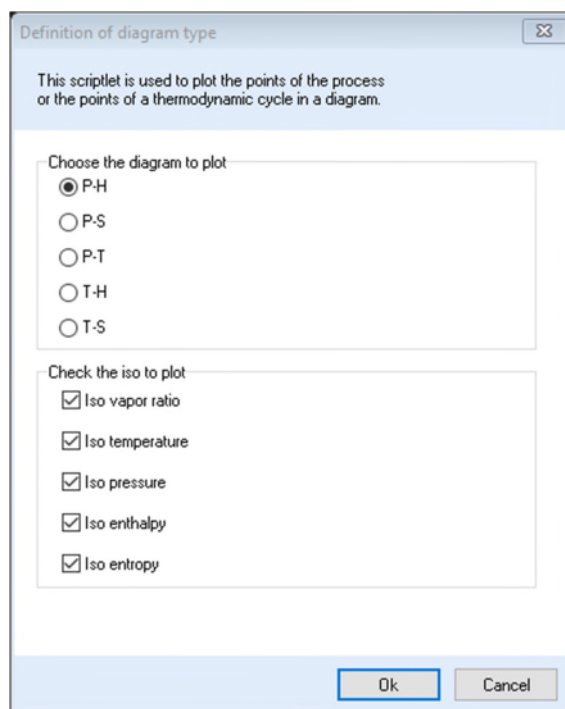 Definition of diagram type
This scriptlet is used to plot the points of the process
or the points of a thermodynamic cycle in a diagram.
Choose the diagram to plot
P-H
P-S
P-T
T-H
T-S
Check the iso to plot
Iso vapor ratio
Iso temperature
Iso pressure
Iso enthalpy
Iso entropy
Ok
Cancel